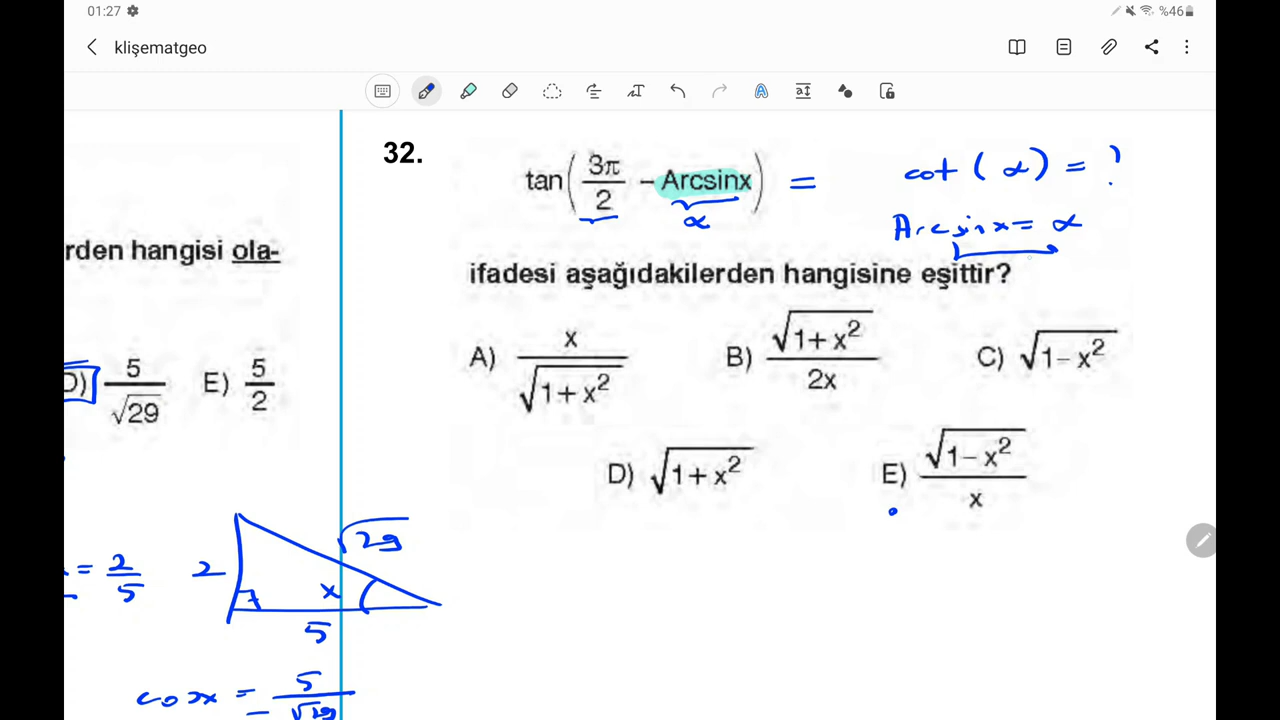 01:27 %46
klişematgeo
32. tan(3π/2 −Arcsinx) = cot (α) = ?
α
Arcsinx = α
rden hangisi ola-
ifadesi aşağıdakilerden hangisine eşittir?
A) x/√1+x² B) √1+x²/2x C) √1−x²
D) 5/√29 E) 5/2
D) √1+x² E) √1−x²/x
√29
= 2/5 2 x
5
cosx = 5/√29